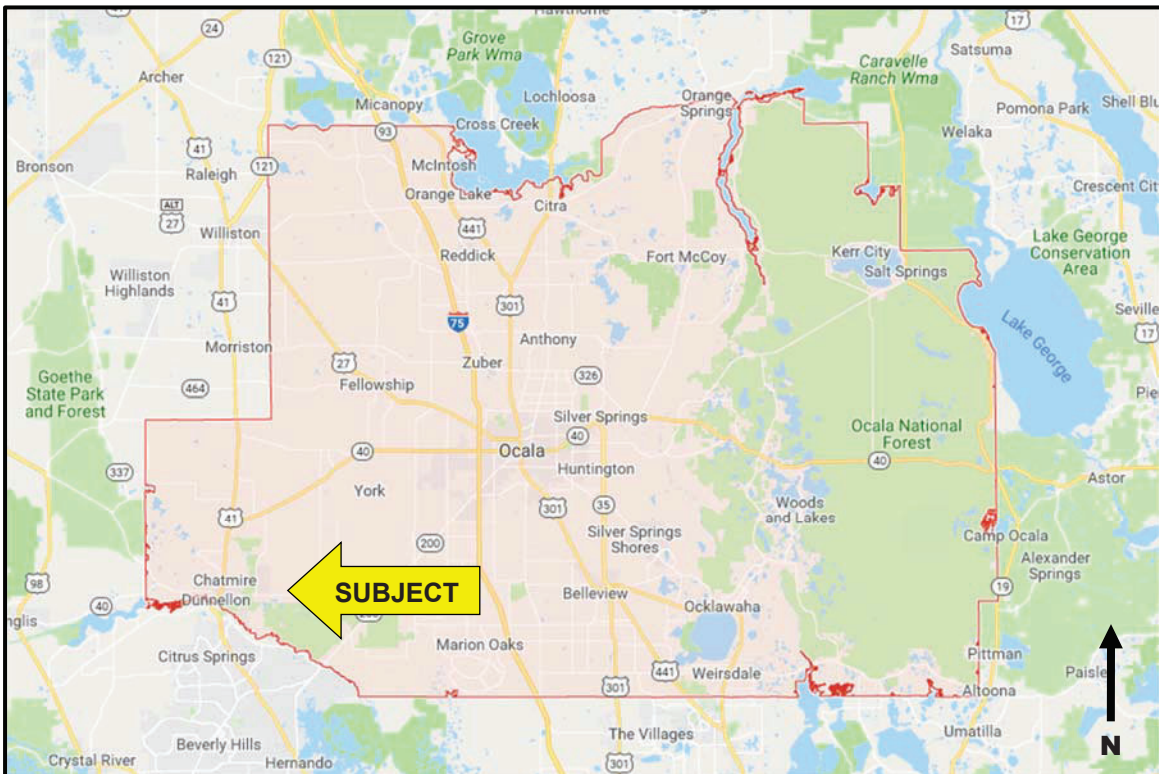 Hawthorne
17
24
121
Grove
Park Wma
Satsuma
Archer
Lochloosa
Caravelle
Ranch Wma
Orange
Springs
Micanopy
Pomona Park
Shell Blu
93
Cross Creek
Welaka
41
McIntosh
Bronson
121
Raleigh
Orange Lake
Citra
Crescent City
ALT
27
441
Williston
Lake George
Conservation
Area
Reddick
Fort McCoy
Kerr City
Salt Springs
Williston
Highlands
41
301
Seville
75
Lake George
17
Morriston
Anthony
Zuber
27
Goethe
State Park
and Forest
464
Fellowship
326
Pie
Silver Springs
Ocala National
Forest
40
Ocala
40
40
Huntington
337
Astor
York
35
Woods
and Lakes
41
301
Silver Springs
Shores
200
Camp Ocala
Alexander
Springs
98
Chatmire
SUBJECT
Belleview
19
40
Dunnellon
Ocklawaha
nglis
Marion Oaks
Citrus Springs
Pittman
441
Weirsdale
Paisle
301
Altoona
The Villages
Umatilla
Beverly Hills
Crystal River
Hernando
301
N